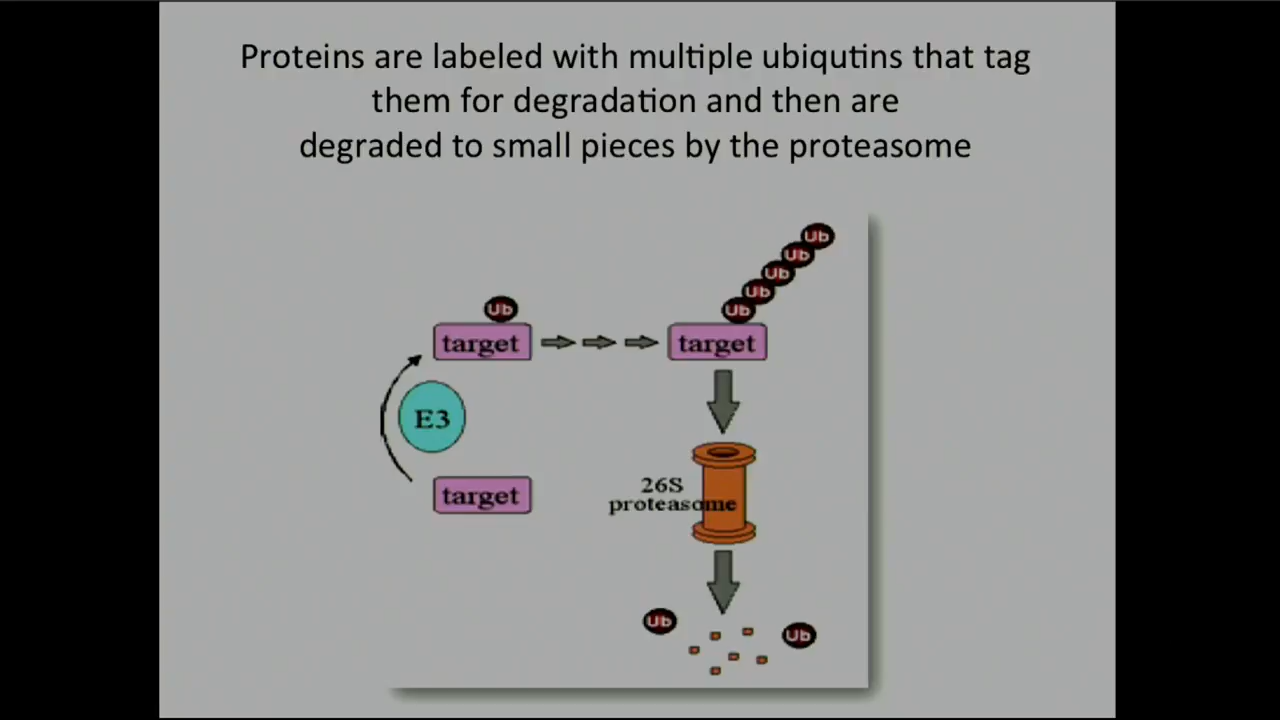 Proteins are labeled with multiple ubiqutins that tag
them for degradation and then are
degraded to small pieces by the proteasome
Ub
Ub
Ub
Ub
Ub
Ub
target
target
E3
target
26S
proteasome
Ub
Ub